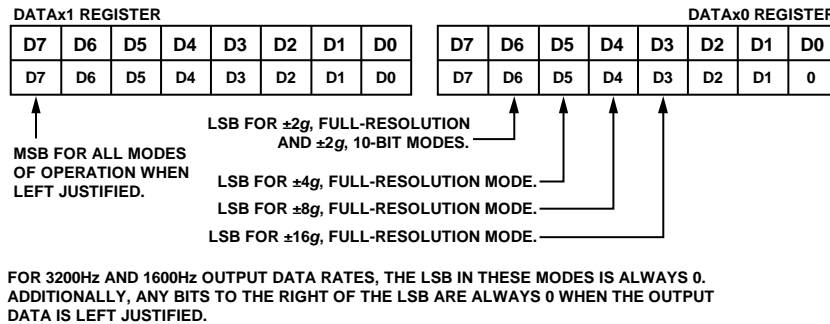 DATAx1 REGISTER
DATAx0 REGISTER
D7 D6 D5 D4 D3 D2 D1 D0
D7 D6 D5 D4 D3 D2 D1 D0
D7 D6 D5 D4 D3 D2 D1 D0
D7 D6 D5 D4 D3 D2 D1 0
MSB FOR ALL MODES
OF OPERATION WHEN
LEFT JUSTIFIED.
LSB FOR ±2g, FULL-RESOLUTION
AND ±2g, 10-BIT MODES.
LSB FOR ±4g, FULL-RESOLUTION MODE.
LSB FOR ±8g, FULL-RESOLUTION MODE.
LSB FOR ±16g, FULL-RESOLUTION MODE.
FOR 3200Hz AND 1600Hz OUTPUT DATA RATES, THE LSB IN THESE MODES IS ALWAYS 0.
ADDITIONALLY, ANY BITS TO THE RIGHT OF THE LSB ARE ALWAYS 0 WHEN THE OUTPUT
DATA IS LEFT JUSTIFIED.